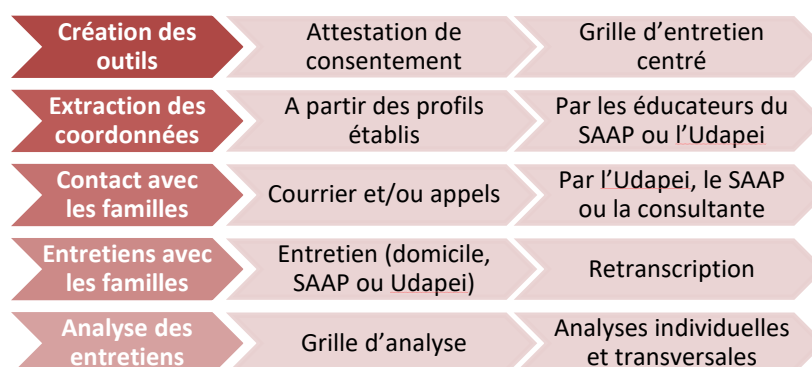 Création des
outils
Attestation de
consentement
Grille d'entretien
centré
Extraction des
coordonnées
A partir des profils
établis
Par les éducateurs du
SAAP ou l'Udapei
Contact avec
les familles
Courrier et/ou appels
Par l'Udapei, le SAAP
ou la consultante
Entretiens avec
les familles
Entretien (domicile,
SAAP ou Udapei)
Retranscription
Analyse des
entretiens
Grille d'analyse
Analyses individuelles
et transversales